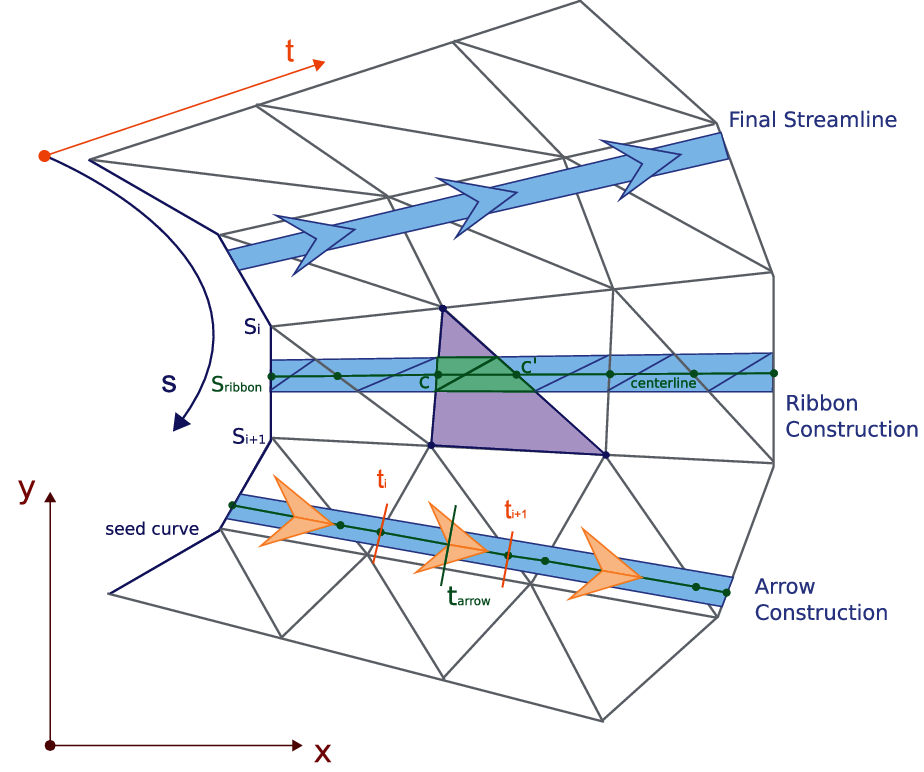 t
Final Streamline
Si
s
Sribbon
c
c'
centerline
Ribbon
Construction
Si+1
y
ti
ti+1
seed curve
tarrow
Arrow
Construction
x